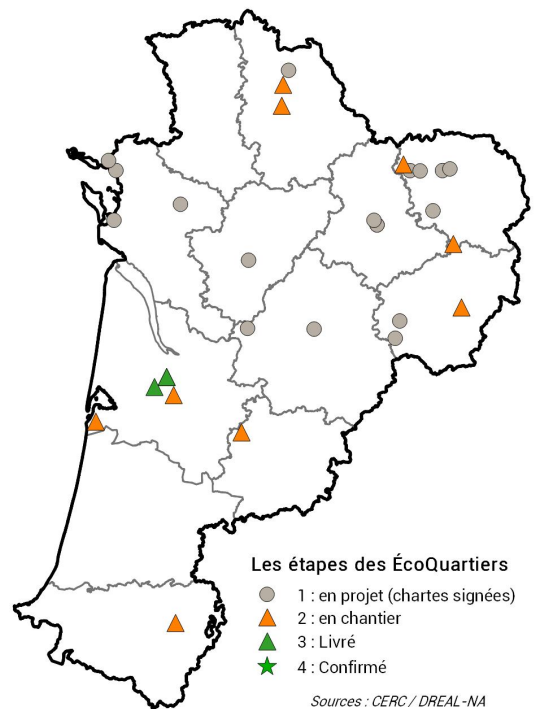 Les étapes des ÉcoQuartiers
1 : en projet (chartes signées)
2 : en chantier
3 : Livré
4 : Confirmé
Sources : CERC / DREAL-NA